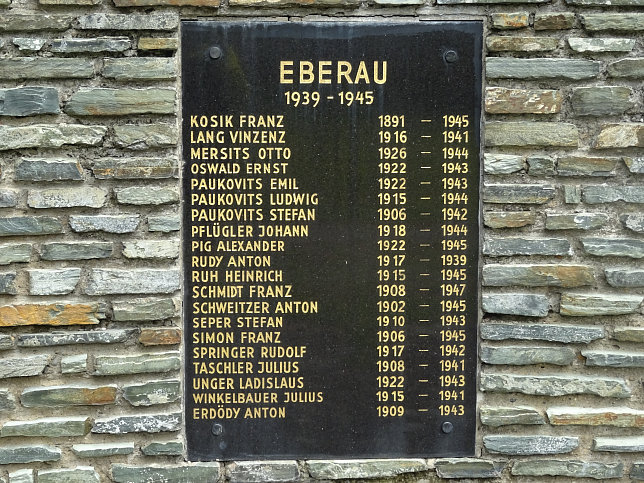 EBERAU
1939 - 1945
KOSIK FRANZ 1891 - 1945
LANG VINZENZ 1916 - 1941
MERSITS OTTO 1926 - 1944
OSWALD ERNST 1922 - 1943
PAUKOVITS EMIL 1922 - 1943
PAUKOVITS LUDWIG 1915 - 1944
PAUKOVITS STEFAN 1906 - 1942
PFLÜGLER JOHANN 1918 - 1944
PIG ALEXANDER 1922 - 1945
RUDY ANTON 1917 - 1939
RUH HEINRICH 1915 - 1945
SCHMIDT FRANZ 1908 - 1947
SCHWEITZER ANTON 1902 - 1945
SEPER STEFAN 1910 - 1943
SIMON FRANZ 1906 - 1945
SPRINGER RUDOLF 1917 - 1942
TASCHLER JULIUS 1908 - 1941
UNGER LADISLAUS 1922 - 1943
WINKELBAUER JULIUS 1915 - 1941
ERDÖDY ANTON 1909 - 1943